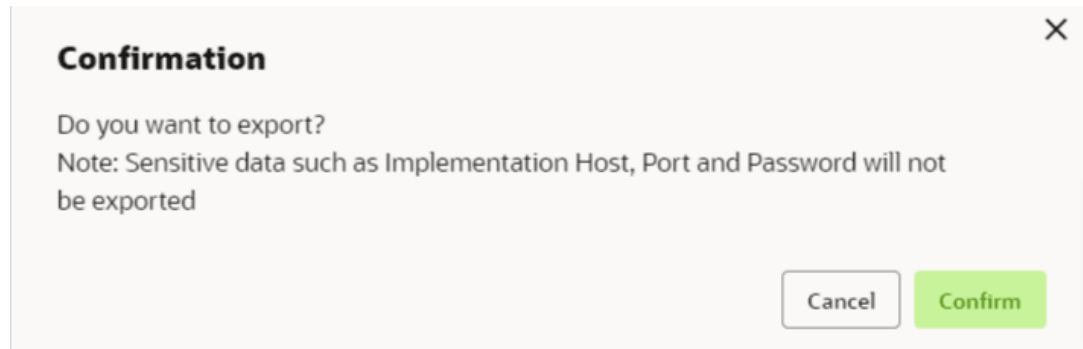 Confirmation
Do you want to export?
Note: Sensitive data such as Implementation Host, Port and Password will not
be exported
Cancel
Confirm